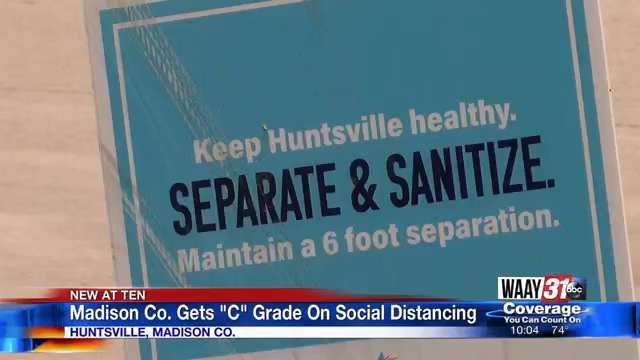 Keep Huntsville healthy.
SEPARATE & SANITIZE.
Maintain a 6 foot separation.
NEW AT TEN
Madison Co. Gets "C" Grade On Social Distancing
HUNTSVILLE, MADISON CO.
WAAY 31 abc
Coverage
You Can Count On
10:04 74°